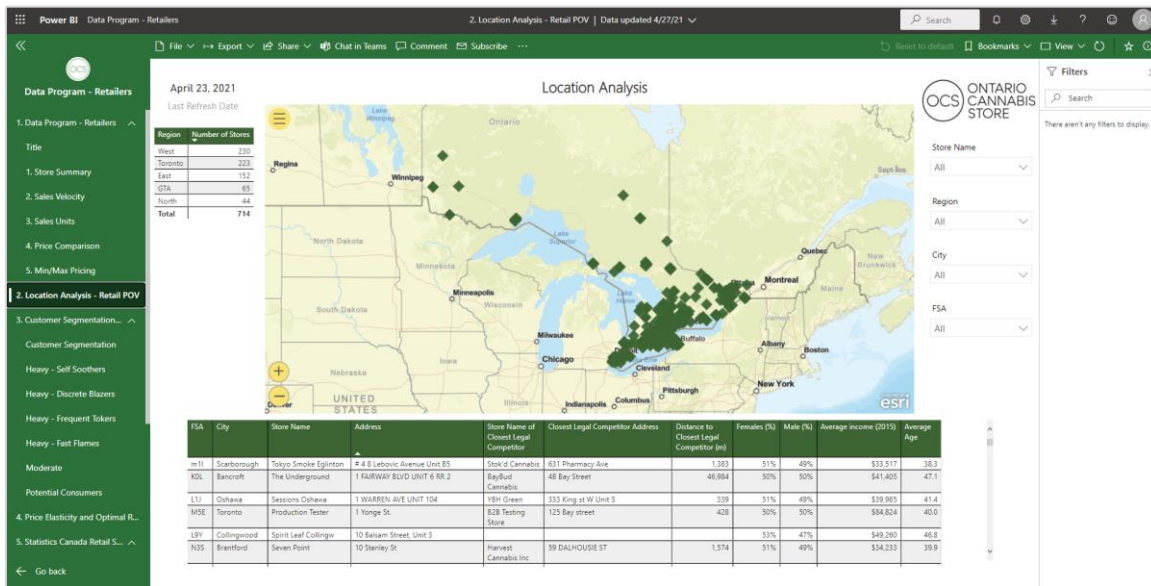 Power BI Data Program - Retailers
2. Location Analysis - Retail POV | Data updated 4/27/21
Search
File Export Share Chat in Teams Comment Subscribe ...
Reset to default Bookmarks View
OCS
Data Program - Retailers
1. Data Program - Retailers
Title
1. Store Summary
2. Sales Velocity
3. Sales Units
4. Price Comparison
5. Min/Max Pricing
2. Location Analysis - Retail POV
3. Customer Segmentation...
Customer Segmentation
Heavy - Self Soothers
Heavy - Discrete Blazers
Heavy - Frequent Tokers
Heavy - Fast Flames
Moderate
Potential Consumers
4. Price Elasticity and Optimal R...
5. Statistics Canada Retail S...
Go back
April 23, 2021
Last Refresh Date
Region Number of Stores
West 230
Toronto 223
East 152
GTA 65
North 44
Total 714
Location Analysis
Lake Winnipeg
Ontario
Regina
Winnipeg
Sept-Îles
North Dakota
Lake Superior
Quebec
New Brunswick
Minnesota
Ottawa
Montreal
Maine
Minneapolis
Wisconsin
South Dakota
Milwaukee
Buffalo
Albany
Boston
Iowa
Chicago
Cleveland
Nebraska
Pittsburgh
New York
UNITED STATES
Illinois
Indianapolis
Columbus
esri
OCS ONTARIO CANNABIS STORE
Store Name
All
Region
All
City
All
FSA
All
Filters
Search
There aren't any filters to display.
FSA City Store Name Address Store Name of Closest Legal Competitor Closest Legal Competitor Address Distance to Closest Legal Competitor (m) Females (%) Male (%) Average income (2015) Average Age
m1l Scarborough Tokyo Smoke Eglinton # 4 8 Lebovic Avenue Unit B5 Stok'd Cannabis 631 Pharmacy Ave 1,383 51% 49% $33,517 38.3
K0L Bancroft The Underground 1 FAIRWAY BLVD UNIT 6 RR 2 BayBud Cannabis 48 Bay Street 46,984 50% 50% $41,405 47.1
L1J Oshawa Sessions Oshawa 1 WARREN AVE UNIT 104 YBH Green 333 King st W Unit 3 339 51% 49% $39,965 41.4
M5E Toronto Production Tester 1 Yonge St. B2B Testing Store 125 Bay street 428 50% 50% $84,824 40.0
L9Y Collingwood Spirit Leaf Collingw 10 Balsam Street, Unit 3 53% 47% $49,260 46.8
N3S Brantford Seven Point 10 Stanley St Harvest Cannabis Inc 59 DALHOUSIE ST 1,574 51% 49% $34,233 39.9